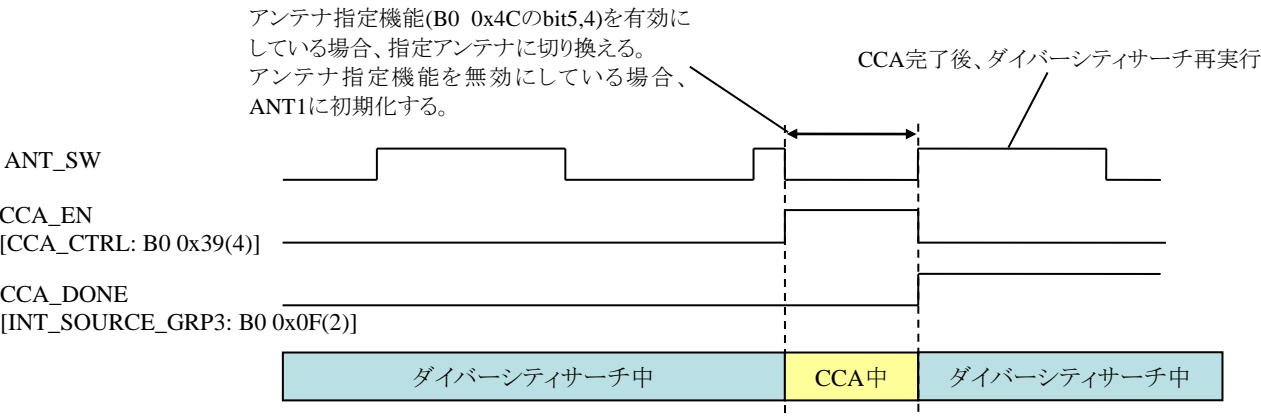 アンテナ指定機能(B0 0x4Cのbit5,4)を有効に
している場合、指定アンテナに切り換える。
アンテナ指定機能を無効にしている場合、
ANT1に初期化する。
CCA完了後、ダイバーシティサーチ再実行
ANT_SW
CCA_EN
[CCA_CTRL: B0 0x39(4)]
CCA_DONE
[INT_SOURCE_GRP3: B0 0x0F(2)]
ダイバーシティサーチ中
CCA中
ダイバーシティサーチ中